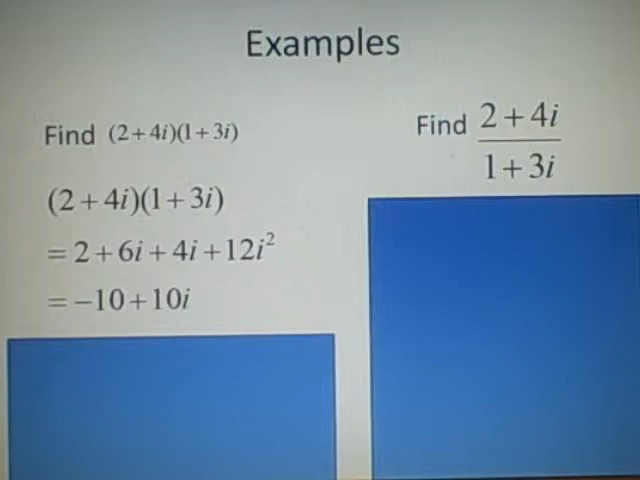 Examples
Find (2+4i)(1+3i)
(2+4i)(1+3i)
=2+6i+4i+12i²
=−10+10i
Find 2+4i
1+3i